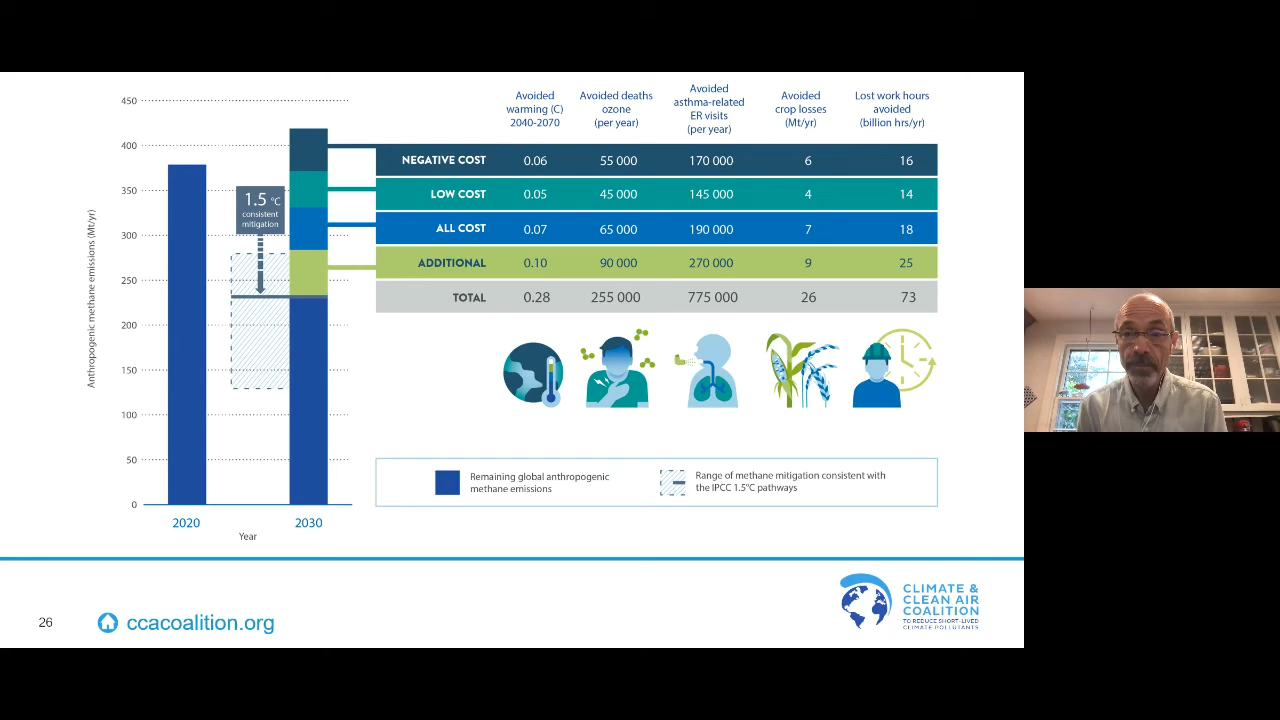 Avoided
warming (C)
2040-2070
Avoided deaths
ozone
(per year)
Avoided
asthma-related
ER visits
(per year)
Avoided
crop losses
(Mt/yr)
Lost work hours
avoided
(billion hrs/yr)
NEGATIVE COST 0.06 55 000 170 000 6 16
LOW COST 0.05 45 000 145 000 4 14
ALL COST 0.07 65 000 190 000 7 18
ADDITIONAL 0.10 90 000 270 000 9 25
TOTAL 0.28 255 000 775 000 26 73
Anthropogenic methane emissions (Mt/yr)
450
400
350
300
250
200
150
100
50
0
1.5 °C
consistent
mitigation
2020 2030
Year
Remaining global anthropogenic
methane emissions
Range of methane mitigation consistent with
the IPCC 1.5°C pathways
26
ccacoalition.org
CLIMATE &
CLEAN AIR
COALITION
TO REDUCE SHORT-LIVED
CLIMATE POLLUTANTS